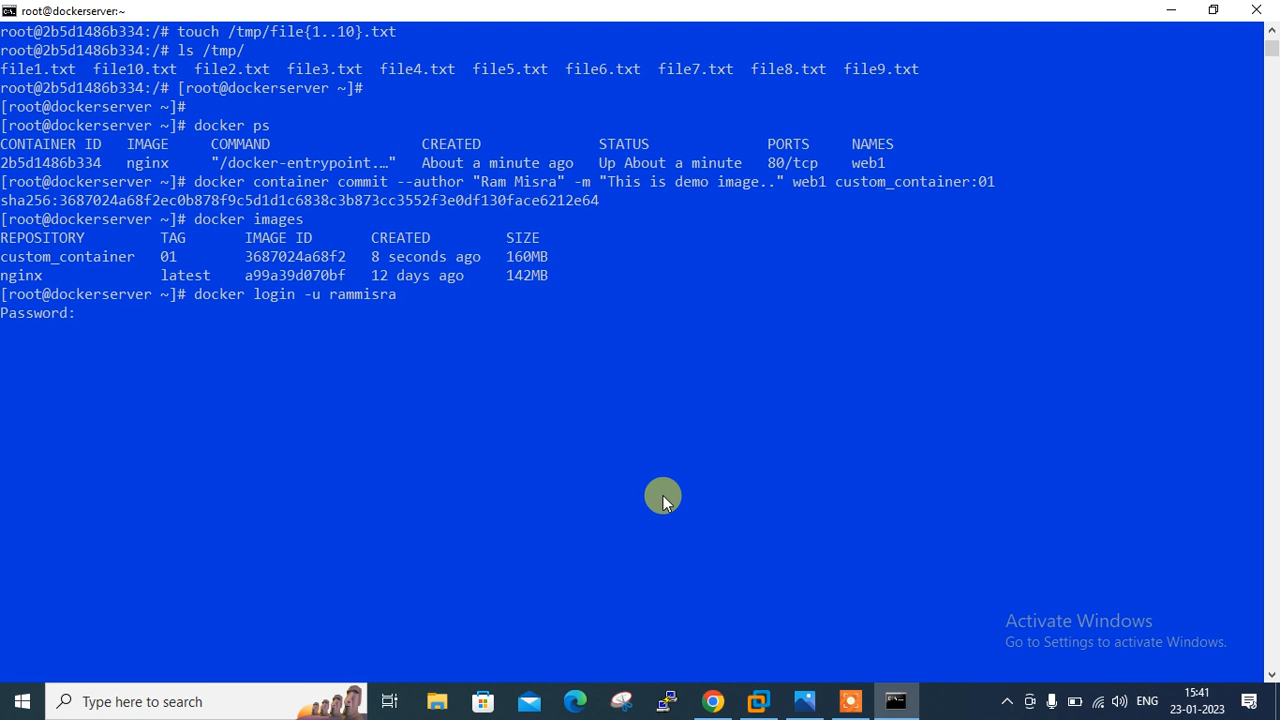 root@dockerserver:~
root@2b5d1486b334:/# touch /tmp/file{1..10}.txt
root@2b5d1486b334:/# ls /tmp/
file1.txt  file10.txt  file2.txt  file3.txt  file4.txt  file5.txt  file6.txt  file7.txt  file8.txt  file9.txt
root@2b5d1486b334:/# [root@dockerserver ~]#
[root@dockerserver ~]#
[root@dockerserver ~]# docker ps
CONTAINER ID   IMAGE     COMMAND                  CREATED              STATUS              PORTS     NAMES
2b5d1486b334   nginx     "/docker-entrypoint.…"   About a minute ago   Up About a minute   80/tcp    web1
[root@dockerserver ~]# docker container commit --author "Ram Misra" -m "This is demo image.." web1 custom_container:01
sha256:3687024a68f2ec0b878f9c5d1d1c6838c3b873cc3552f3e0df130face6212e64
[root@dockerserver ~]# docker images
REPOSITORY         TAG       IMAGE ID       CREATED         SIZE
custom_container   01        3687024a68f2   8 seconds ago   160MB
nginx              latest    a99a39d070bf   12 days ago     142MB
[root@dockerserver ~]# docker login -u rammisra
Password:
Activate Windows
Go to Settings to activate Windows.
Type here to search
ENG
15:41
23-01-2023